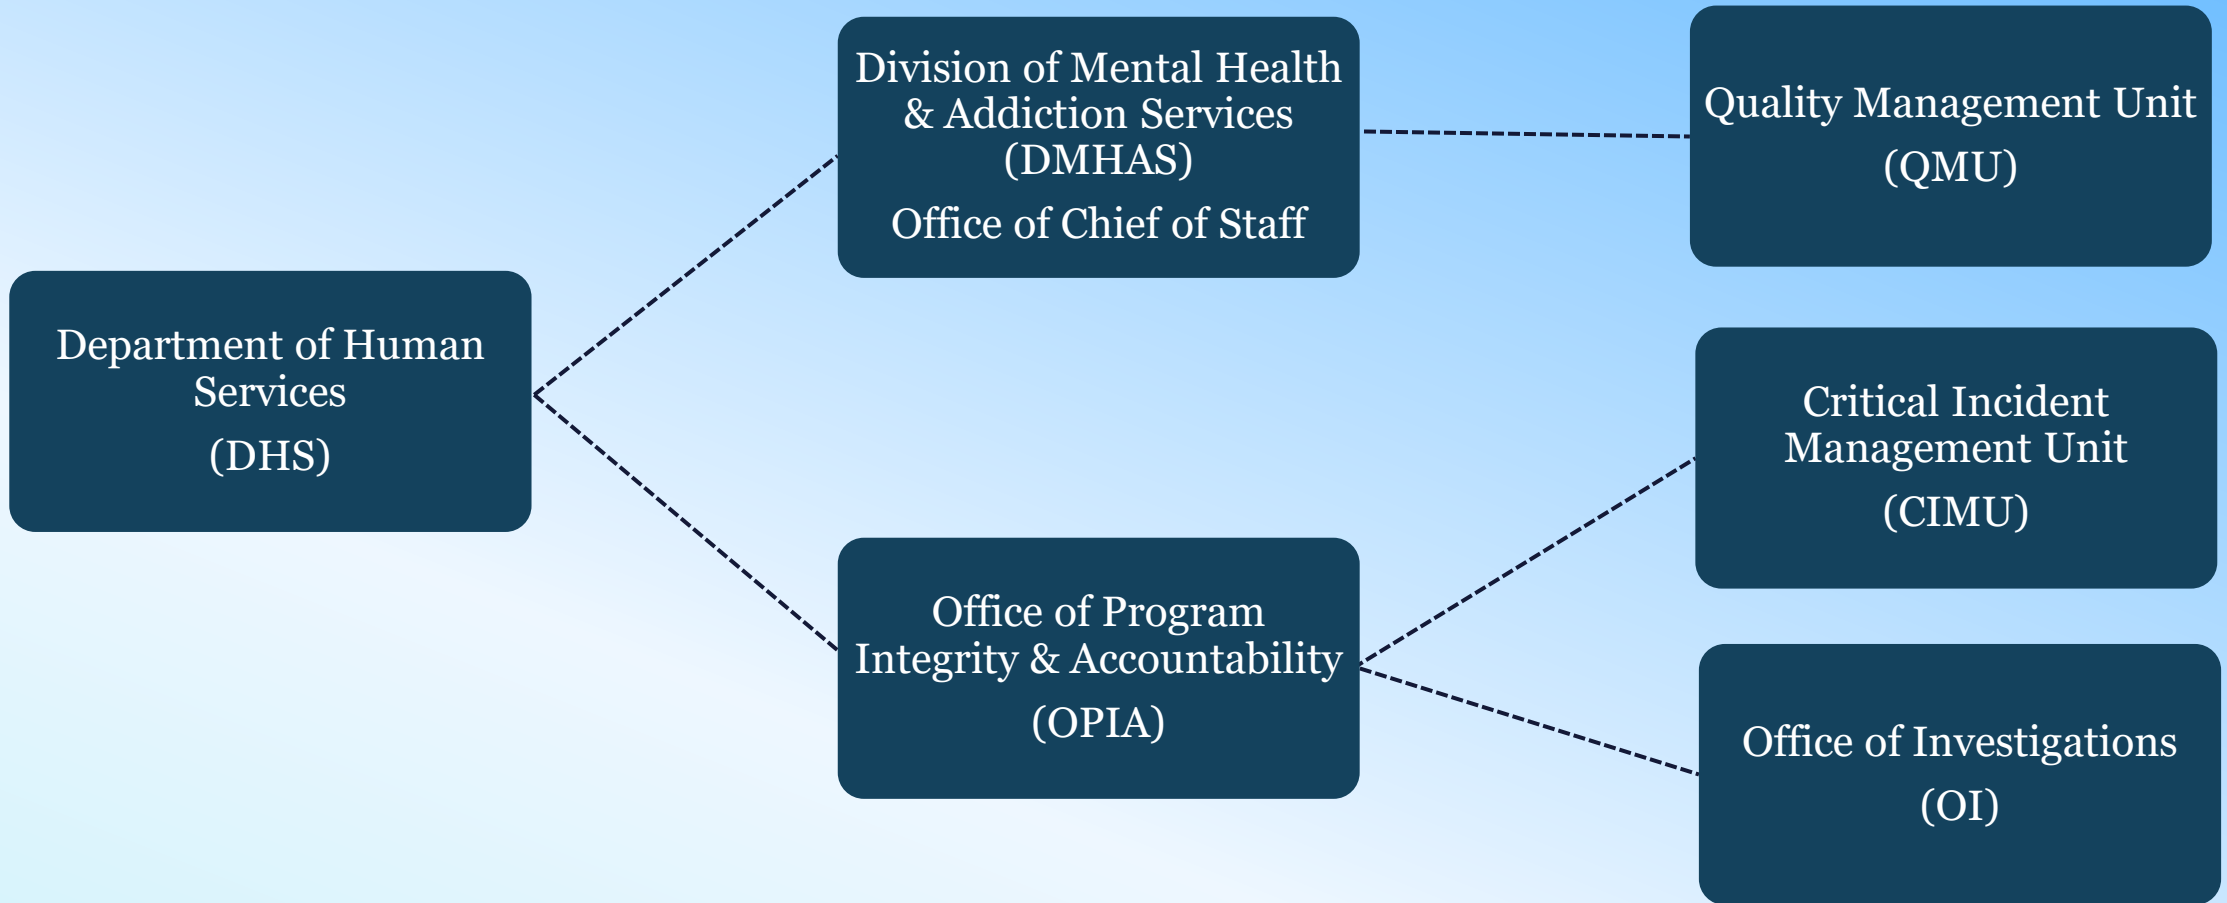 Department of Human
Services
(DHS)
Division of Mental Health
& Addiction Services
(DMHAS)
Office of Chief of Staff
Office of Program
Integrity & Accountability
(OPIA)
Quality Management Unit
(QMU)
Critical Incident
Management Unit
(CIMU)
Office of Investigations
(OI)